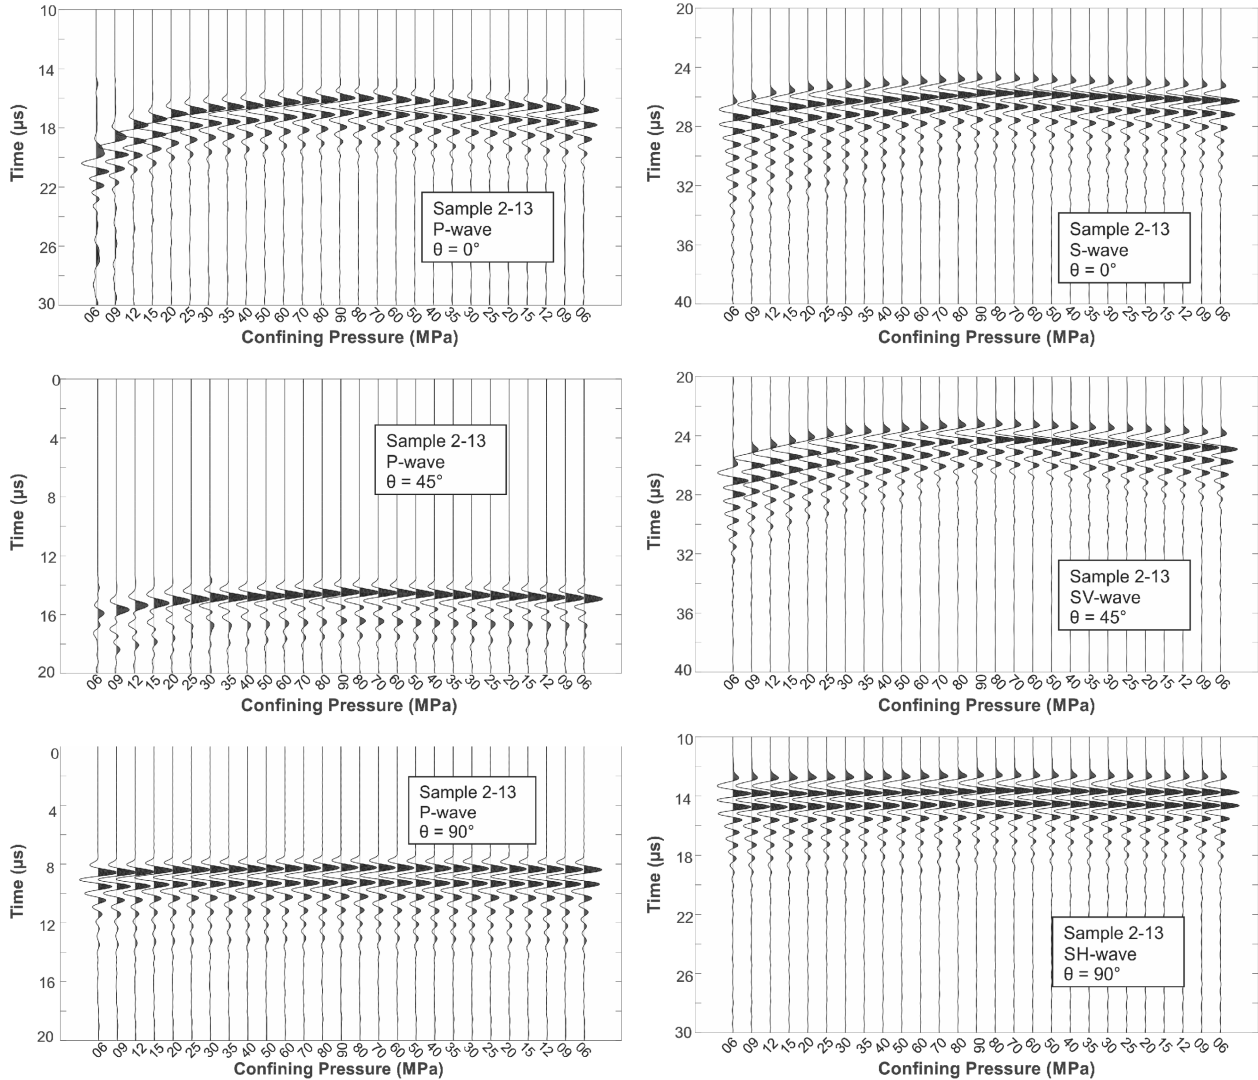 10
14
18
22
26
30
Time (µs)
Sample 2-13
P-wave
θ = 0°
06 09 12 15 20 25 30 35 40 50 60 70 80 90 80 70 60 50 40 35 30 25 20 15 12 09 06
Confining Pressure (MPa)
20
24
28
32
36
40
Time (µs)
Sample 2-13
S-wave
θ = 0°
06 09 12 15 20 25 30 35 40 50 60 70 80 90 80 70 60 50 40 35 30 25 20 15 12 09 06
Confining Pressure (MPa)
0
4
8
12
16
20
Time (µs)
Sample 2-13
P-wave
θ = 45°
06 09 12 15 20 25 30 35 40 50 60 70 80 90 80 70 60 50 40 35 30 25 20 15 12 09 06
Confining Pressure (MPa)
20
24
28
32
36
40
Time (µs)
Sample 2-13
SV-wave
θ = 45°
06 09 12 15 20 25 30 35 40 50 60 70 80 90 80 70 60 50 40 35 30 25 20 15 12 09 06
Confining Pressure (MPa)
0
4
8
12
16
20
Time (µs)
Sample 2-13
P-wave
θ = 90°
06 09 12 15 20 25 30 35 40 50 60 70 80 90 80 70 60 50 40 35 30 25 20 15 12 09 06
Confining Pressure (MPa)
10
14
18
22
26
30
Time (µs)
Sample 2-13
SH-wave
θ = 90°
06 09 12 15 20 25 30 35 40 50 60 70 80 90 80 70 60 50 40 35 30 25 20 15 12 09 06
Confining Pressure (MPa)